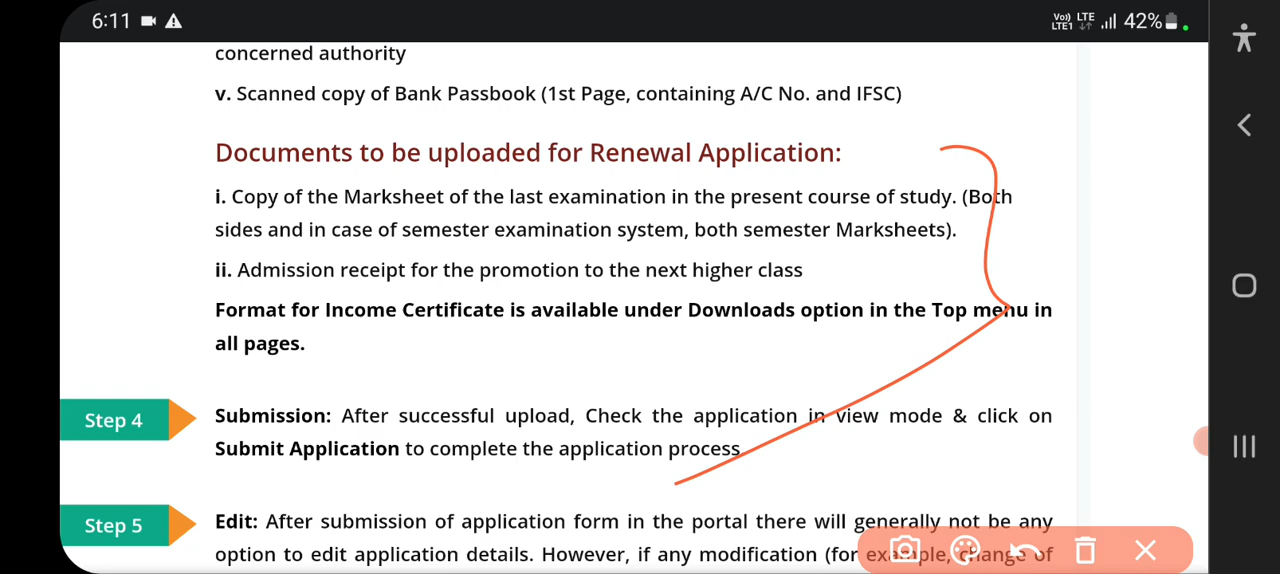 6:11
Vo)) LTE
LTE1
42%
concerned authority
v. Scanned copy of Bank Passbook (1st Page, containing A/C No. and IFSC)
Documents to be uploaded for Renewal Application:
i. Copy of the Marksheet of the last examination in the present course of study. (Both
sides and in case of semester examination system, both semester Marksheets).
ii. Admission receipt for the promotion to the next higher class
Format for Income Certificate is available under Downloads option in the Top menu in
all pages.
Step 4
Submission: After successful upload, Check the application in view mode & click on
Submit Application to complete the application process
Step 5
Edit: After submission of application form in the portal there will generally not be any
option to edit application details. However, if any modification (for example, change of